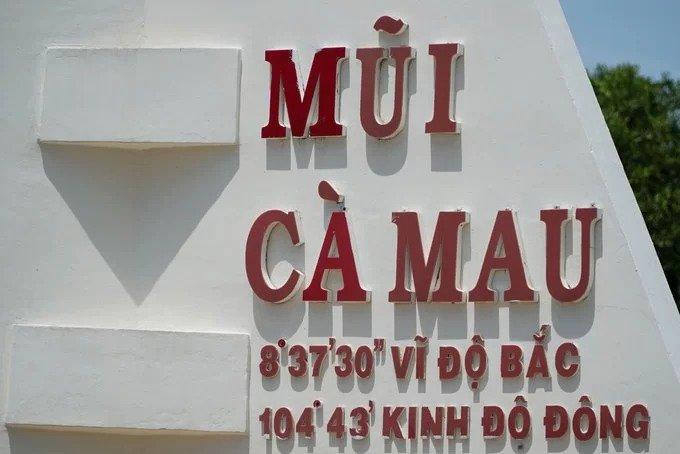 MŨI
CÀ MAU
8°37'30" VĨ ĐỘ BẮC
104°43' KINH ĐỘ ĐÔNG